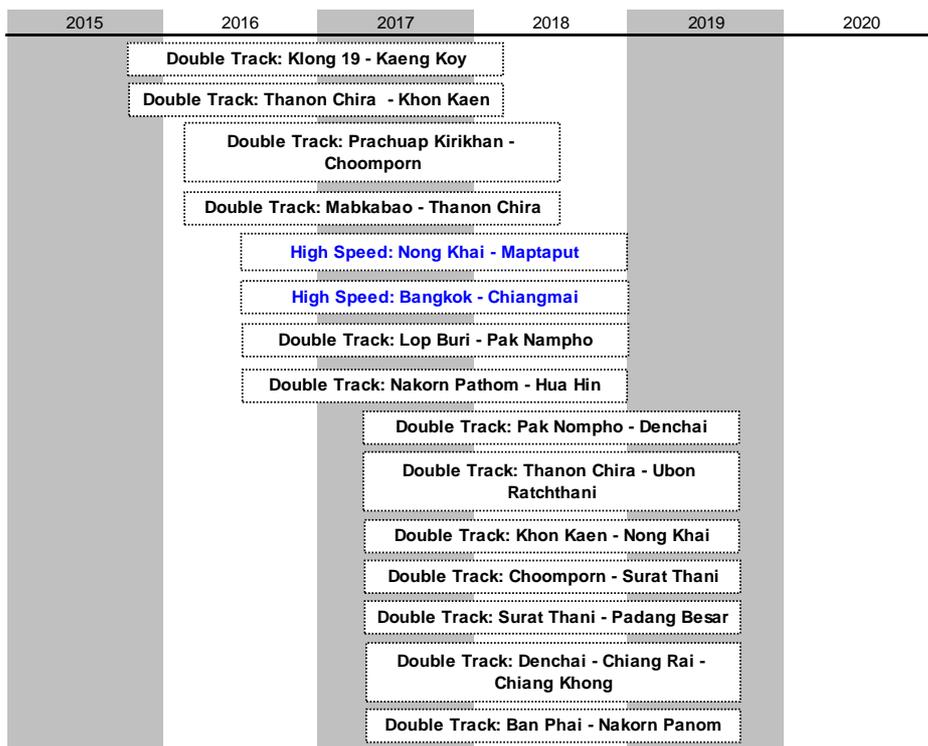 2015 2016 2017 2018 2019 2020
Double Track: Klong 19 - Kaeng Koy
Double Track: Thanon Chira - Khon Kaen
Double Track: Prachuap Kirikhan -
Choomporn
Double Track: Mabkabao - Thanon Chira
High Speed: Nong Khai - Maptaput
High Speed: Bangkok - Chiangmai
Double Track: Lop Buri - Pak Nampho
Double Track: Nakorn Pathom - Hua Hin
Double Track: Pak Nompho - Denchai
Double Track: Thanon Chira - Ubon
Ratchthani
Double Track: Khon Kaen - Nong Khai
Double Track: Choomporn - Surat Thani
Double Track: Surat Thani - Padang Besar
Double Track: Denchai - Chiang Rai -
Chiang Khong
Double Track: Ban Phai - Nakorn Panom